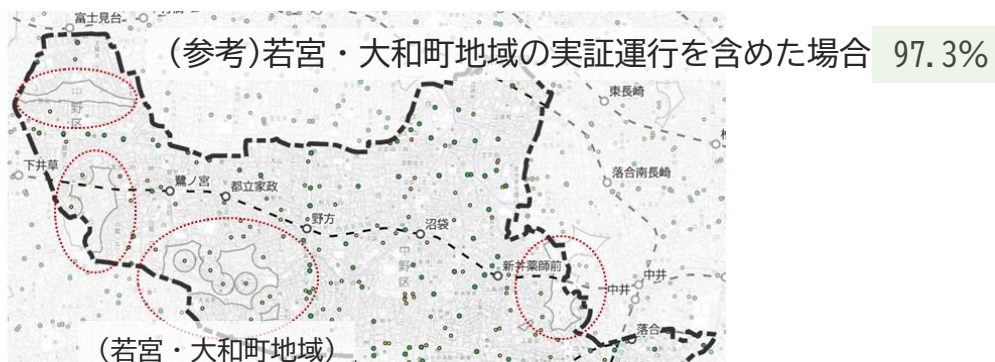 富士見台
(参考)若宮・大和町地域の実証運行を含めた場合 97.3%
東長崎
中野区
下井草
鷺ノ宮
都立家政
落合南長崎
野方
沼袋
中野区
新井薬師前
中井
中井
落合
(若宮・大和町地域)